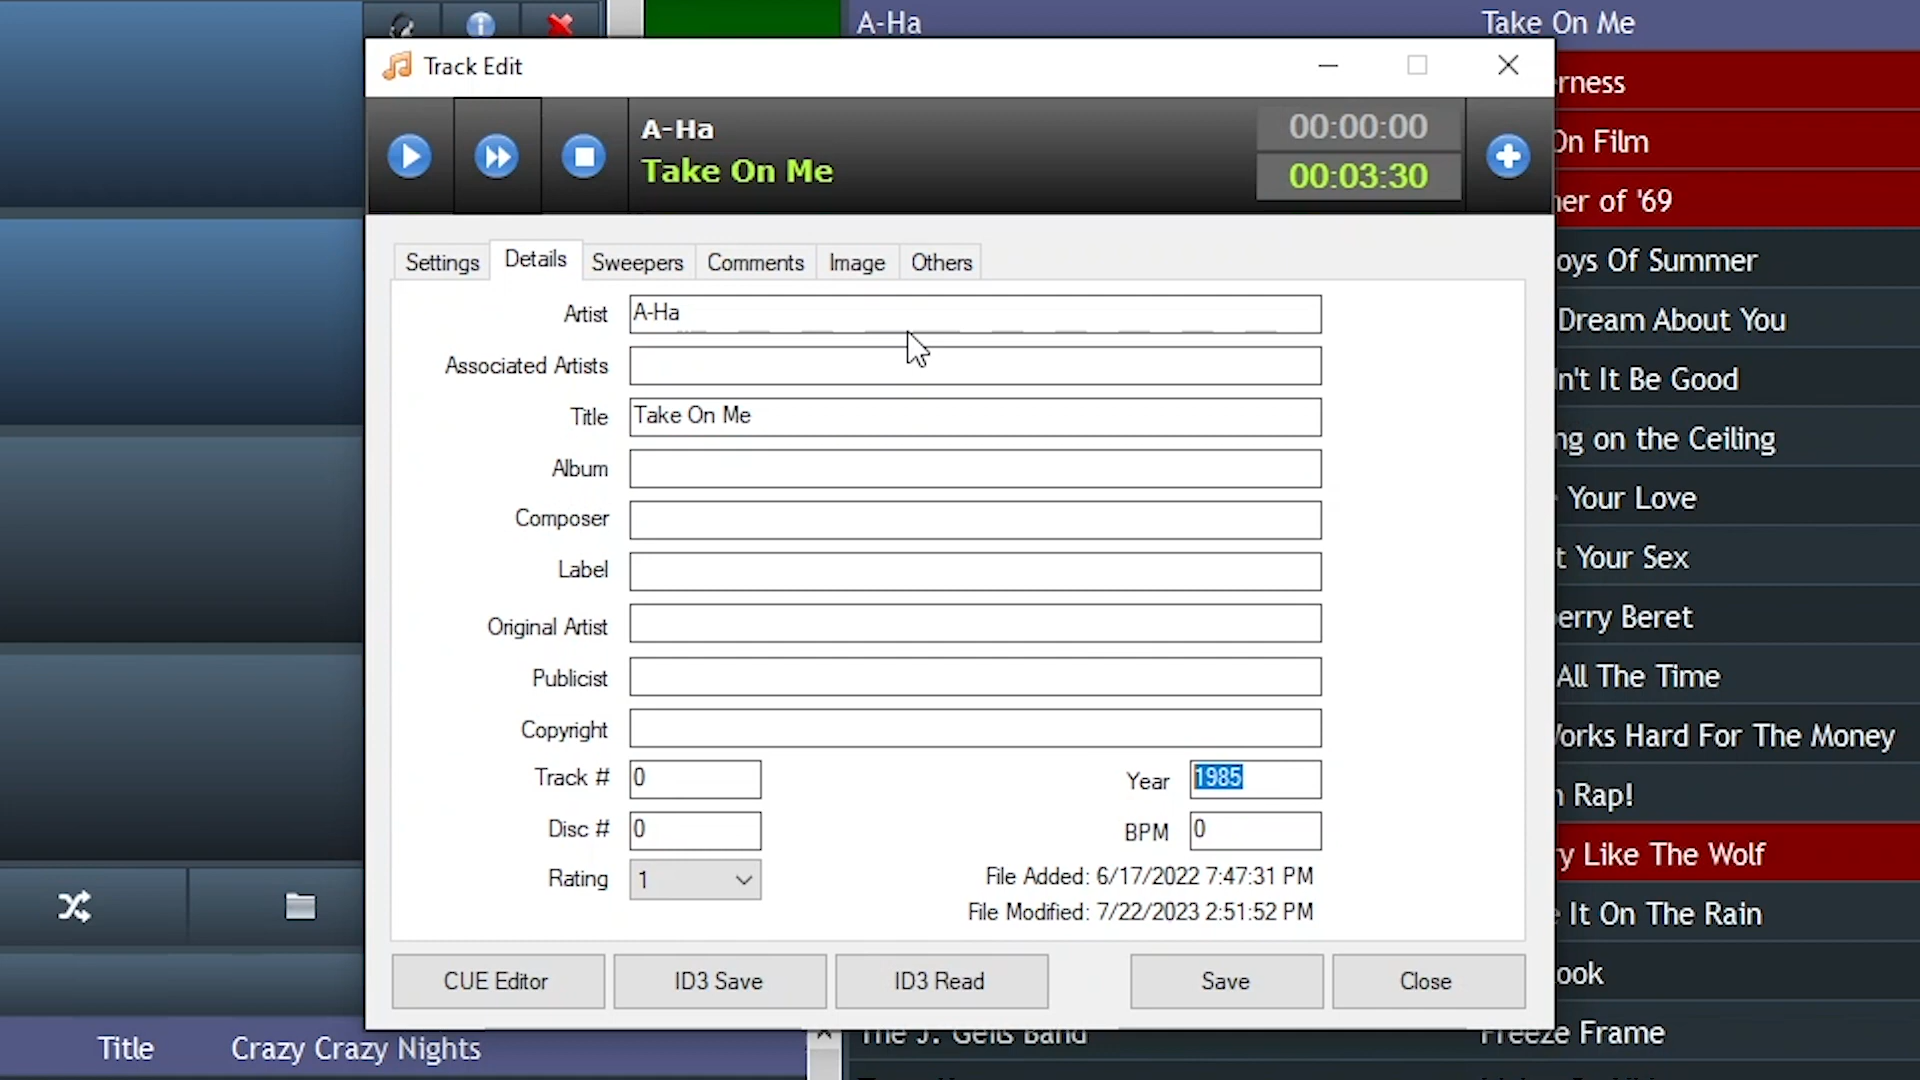 A-Ha Take On Me
Track Edit
A-Ha
Take On Me
00:00:00
00:03:30
Settings Details Sweepers Comments Image Others
Artist A-Ha
Associated Artists
Title Take On Me
Album
Composer
Label
Original Artist
Publicist
Copyright
Track # 0
Year 1985
Disc # 0
BPM 0
Rating 1
File Added: 6/17/2022 7:47:31 PM
File Modified: 7/22/2023 2:51:52 PM
CUE Editor ID3 Save ID3 Read Save Close
erness
On Film
er of '69
oys Of Summer
Dream About You
n't It Be Good
ng on the Ceiling
Your Love
t Your Sex
erry Beret
All The Time
Works Hard For The Money
Rap!
y Like The Wolf
It On The Rain
ook
The J. Geils Band Freeze Frame
Title Crazy Crazy Nights